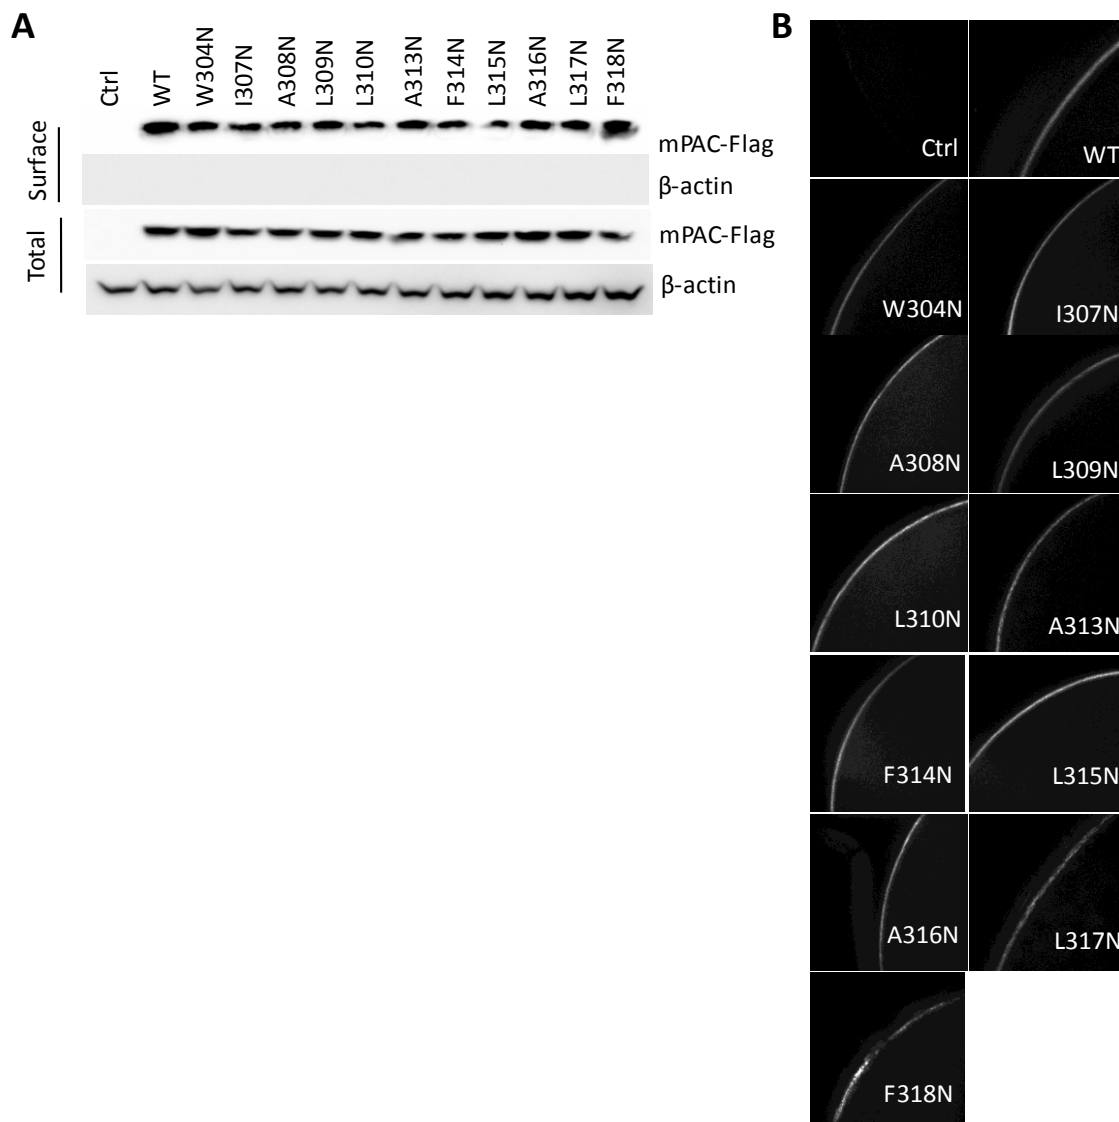 A
B
Ctrl
WT
W304N
I307N
A308N
L309N
L310N
A313N
F314N
L315N
A316N
L317N
F318N
Surface
mPAC-Flag
β-actin
Total
mPAC-Flag
β-actin
Ctrl
WT
W304N
I307N
A308N
L309N
L310N
A313N
F314N
L315N
A316N
L317N
F318N